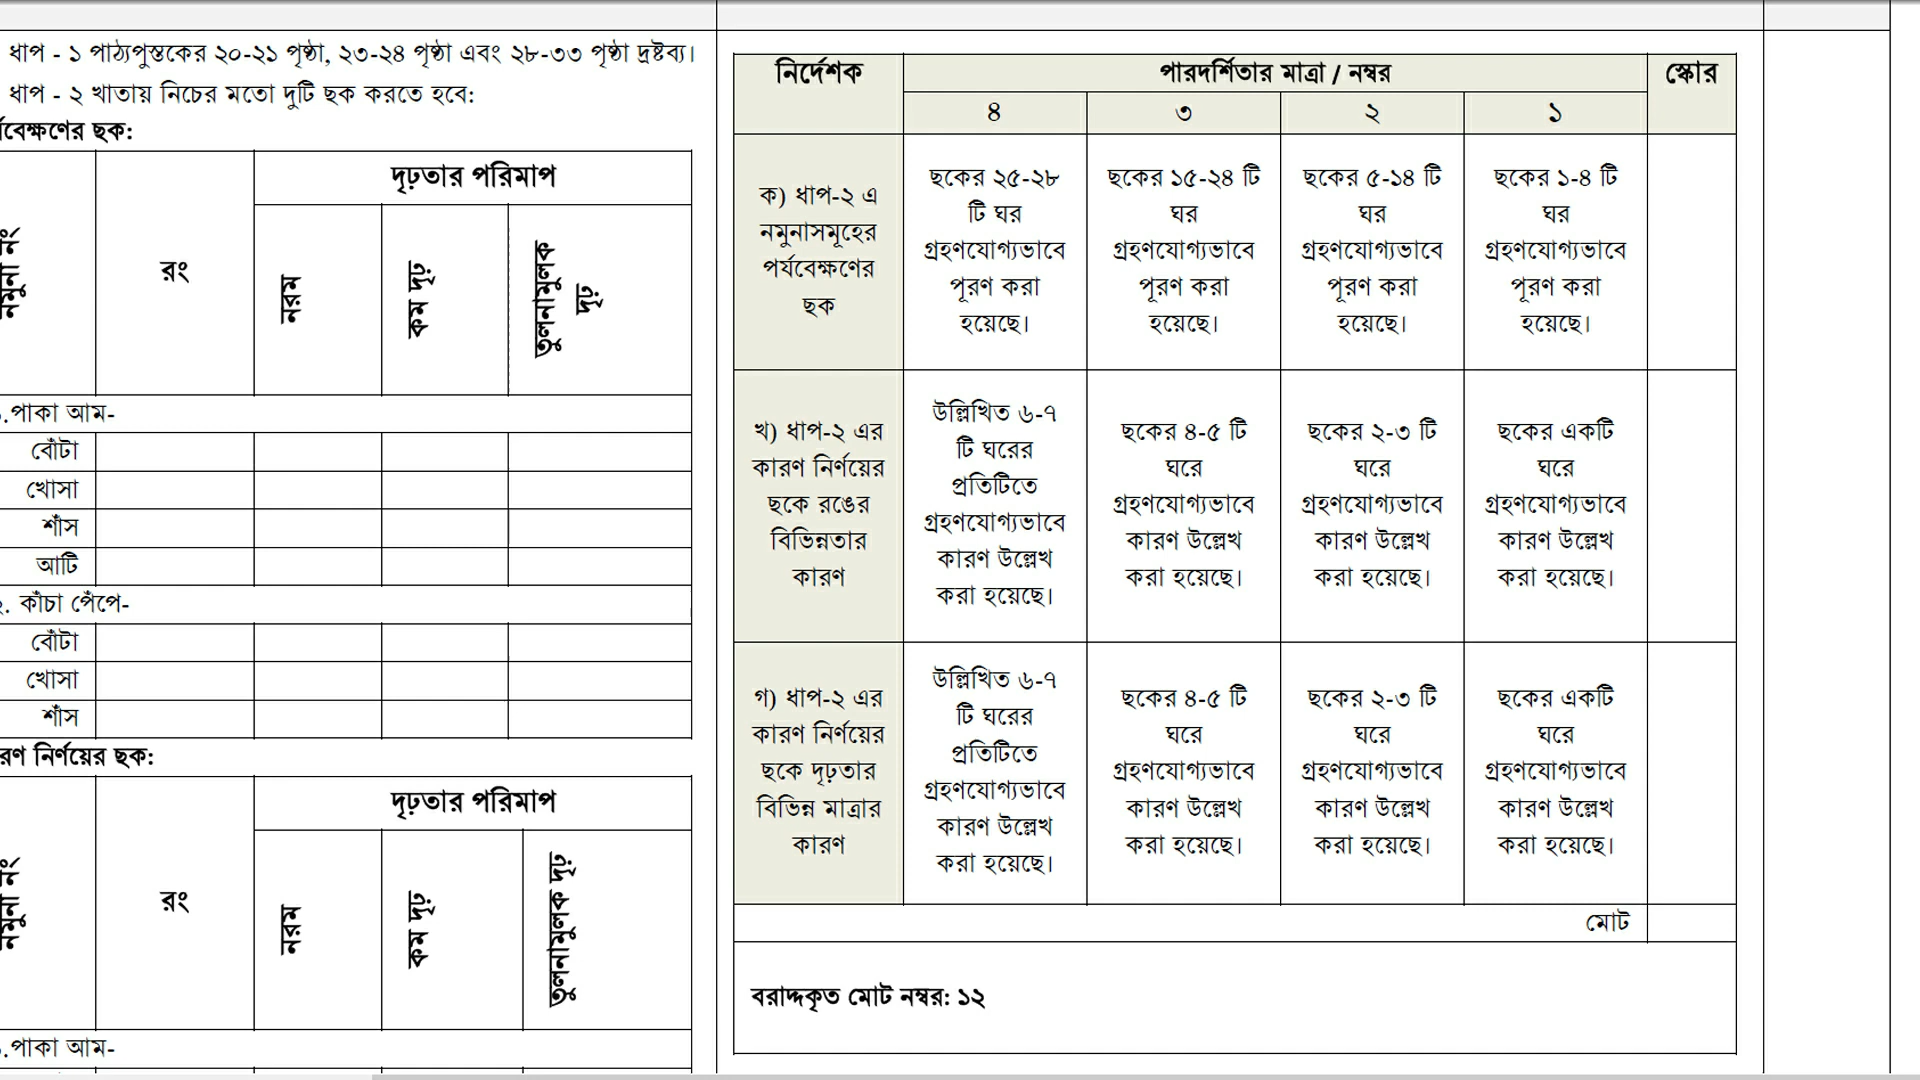 ধাপ - ১ পাঠ্যপুস্তকের ২০-২১ পৃষ্ঠা, ২৩-২৪ পৃষ্ঠা এবং ২৮-৩৩ পৃষ্ঠা দ্রষ্টব্য।
ধাপ - ২ খাতায় নিচের মতো দুটি ছক করতে হবে:
র্যবেক্ষণের ছক:
নমুনা নং
রং
দৃঢ়তার পরিমাপ
নরম
কম দৃঢ়
তুলনামুলক
দৃঢ়
.পাকা আম-
বোঁটা
খোসা
শাঁস
আটি
২. কাঁচা পেঁপে-
বোঁটা
খোসা
শাঁস
রণ নির্ণয়ের ছক:
নমুনা নং
রং
দৃঢ়তার পরিমাপ
নরম
কম দৃঢ়
তুলনামুলক দৃঢ়
.পাকা আম-
নির্দেশক
পারদর্শিতার মাত্রা / নম্বর
স্কোর
৪
৩
২
১
ক) ধাপ-২ এ
নমুনাসমূহের
পর্যবেক্ষণের
ছক
ছকের ২৫-২৮
টি ঘর
গ্রহণযোগ্যভাবে
পূরণ করা
হয়েছে।
ছকের ১৫-২৪ টি
ঘর
গ্রহণযোগ্যভাবে
পূরণ করা
হয়েছে।
ছকের ৫-১৪ টি
ঘর
গ্রহণযোগ্যভাবে
পূরণ করা
হয়েছে।
ছকের ১-৪ টি
ঘর
গ্রহণযোগ্যভাবে
পূরণ করা
হয়েছে।
খ) ধাপ-২ এর
কারণ নির্ণয়ের
ছকে রঙের
বিভিন্নতার
কারণ
উল্লিখিত ৬-৭
টি ঘরের
প্রতিটিতে
গ্রহণযোগ্যভাবে
কারণ উল্লেখ
করা হয়েছে।
ছকের ৪-৫ টি
ঘরে
গ্রহণযোগ্যভাবে
কারণ উল্লেখ
করা হয়েছে।
ছকের ২-৩ টি
ঘরে
গ্রহণযোগ্যভাবে
কারণ উল্লেখ
করা হয়েছে।
ছকের একটি
ঘরে
গ্রহণযোগ্যভাবে
কারণ উল্লেখ
করা হয়েছে।
গ) ধাপ-২ এর
কারণ নির্ণয়ের
ছকে দৃঢ়তার
বিভিন্ন মাত্রার
কারণ
উল্লিখিত ৬-৭
টি ঘরের
প্রতিটিতে
গ্রহণযোগ্যভাবে
কারণ উল্লেখ
করা হয়েছে।
ছকের ৪-৫ টি
ঘরে
গ্রহণযোগ্যভাবে
কারণ উল্লেখ
করা হয়েছে।
ছকের ২-৩ টি
ঘরে
গ্রহণযোগ্যভাবে
কারণ উল্লেখ
করা হয়েছে।
ছকের একটি
ঘরে
গ্রহণযোগ্যভাবে
কারণ উল্লেখ
করা হয়েছে।
মোট
বরাদ্দকৃত মোট নম্বর: ১২